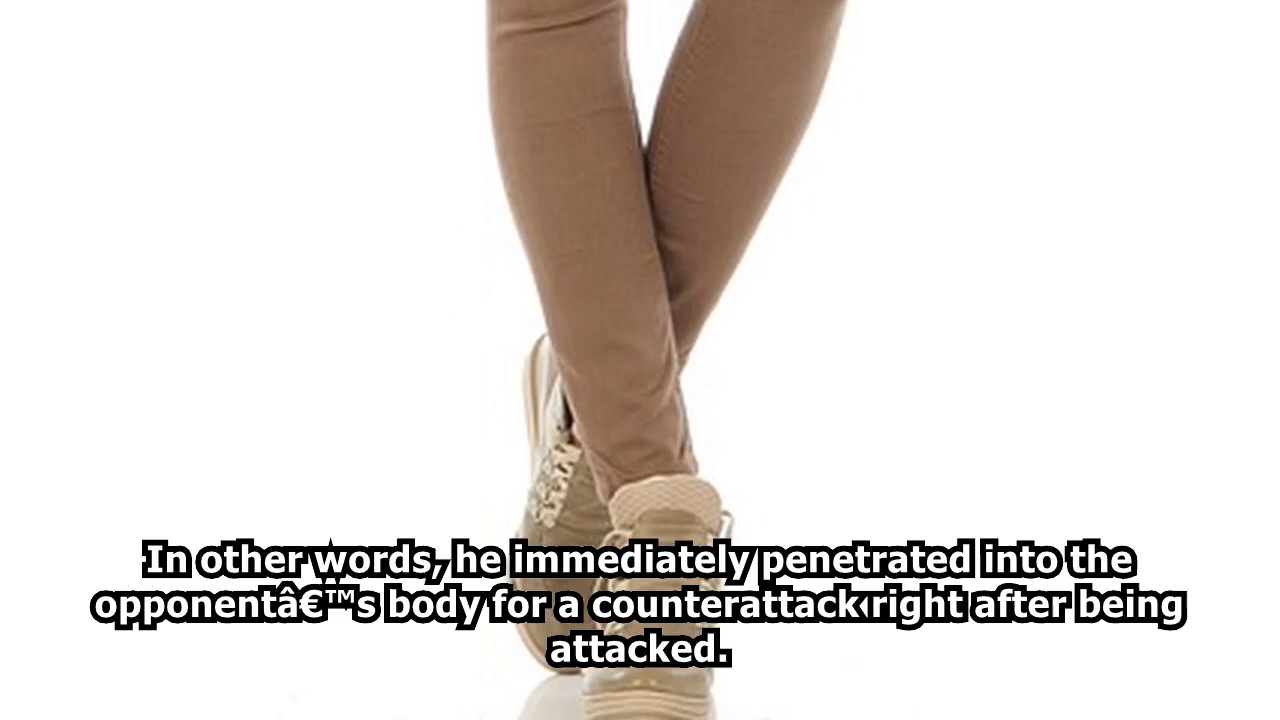 In other words, he immediately penetrated into the
opponentâ€™s body for a counterattack right after being
attacked.